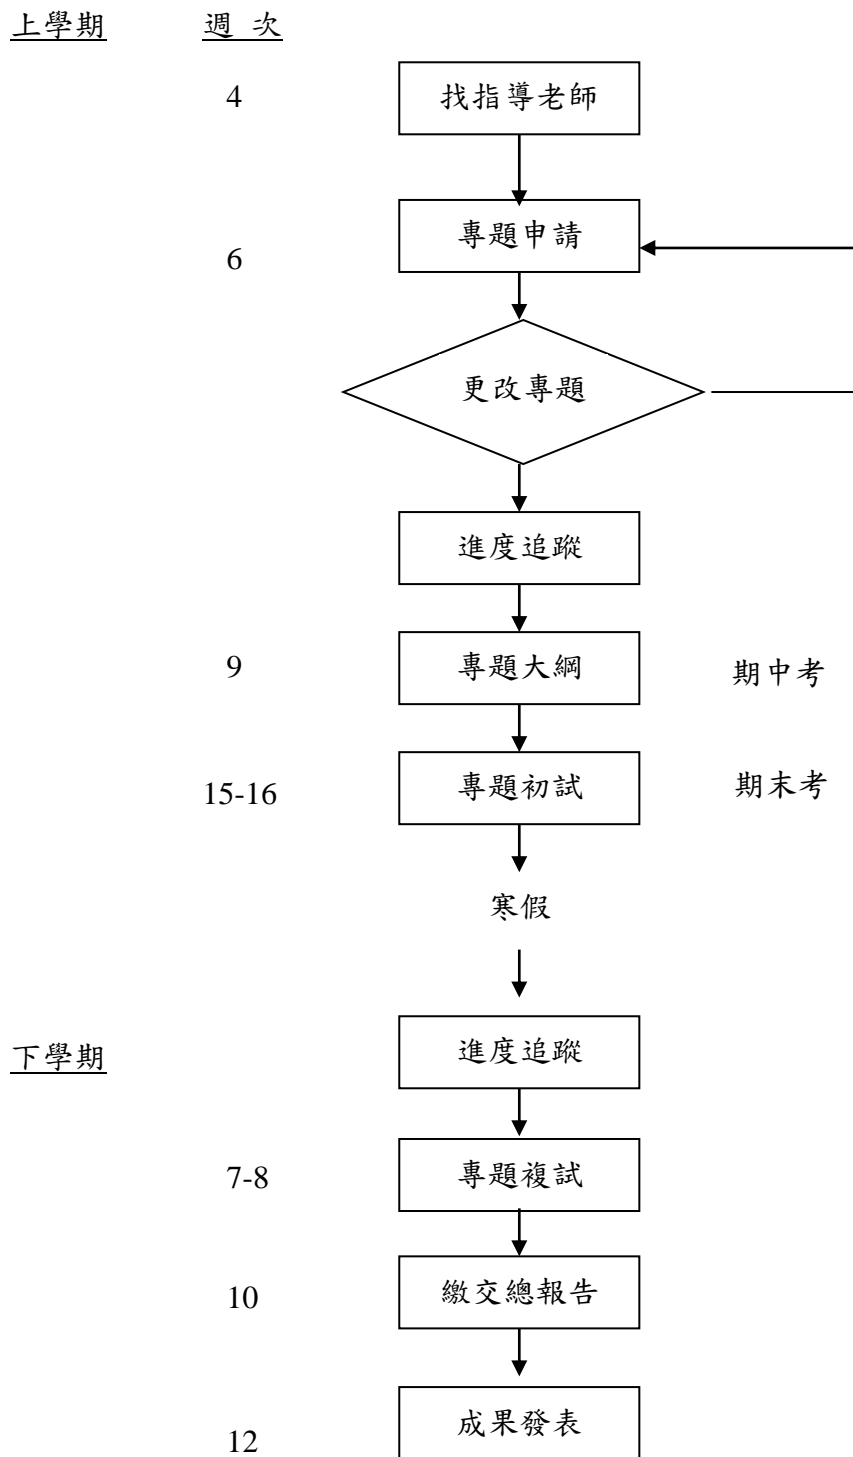 上學期 週 次
4 找指導老師
專題申請
6
更改專題
進度追蹤
9 專題大綱 期中考
15-16 專題初試 期末考
寒假
進度追蹤
下學期
7-8 專題複試
10 繳交總報告
成果發表
12